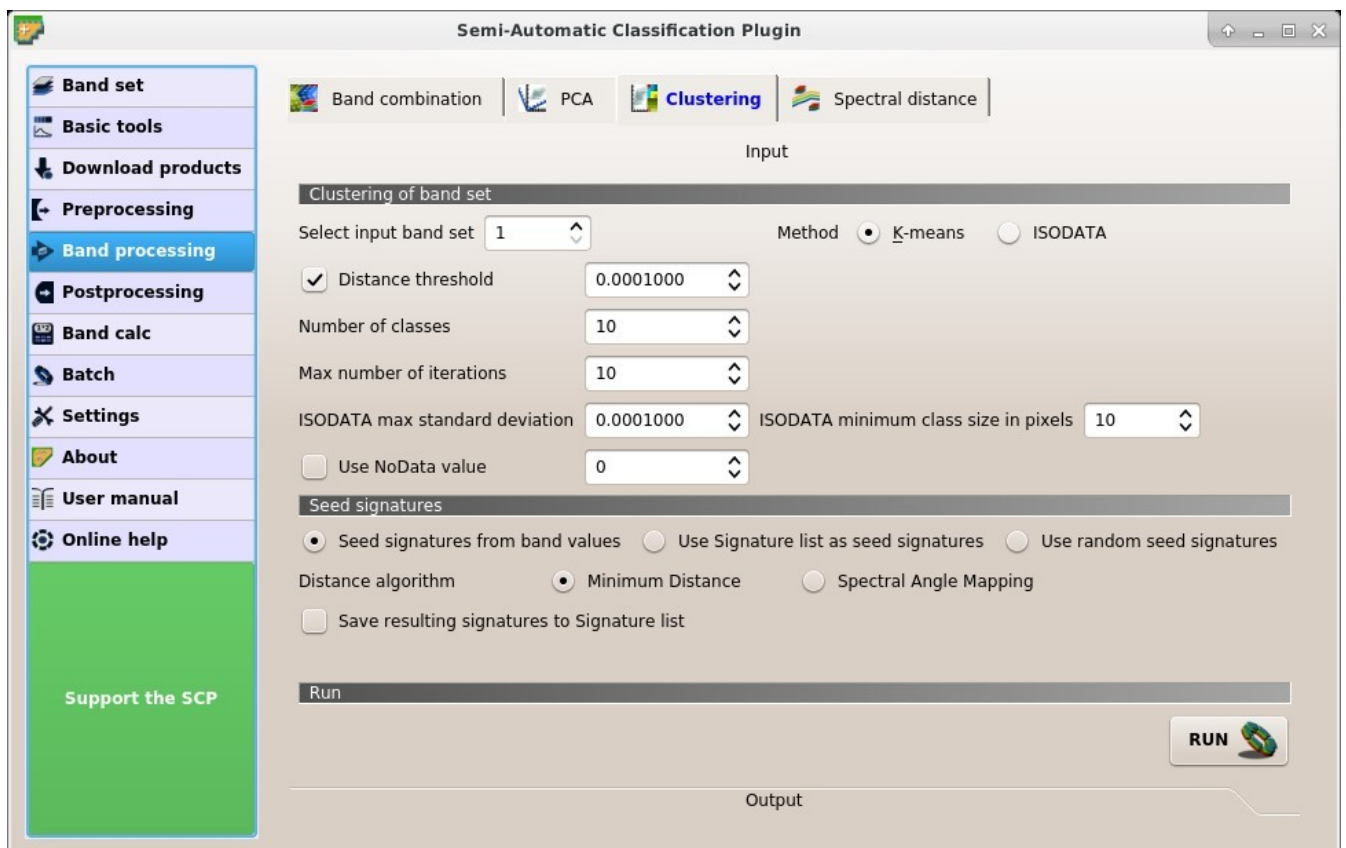 Semi-Automatic Classification Plugin
Band set
Basic tools
Download products
Preprocessing
Band processing
Postprocessing
Band calc
Batch
Settings
About
User manual
Online help
Support the SCP
Band combination PCA Clustering Spectral distance
Input
Clustering of band set
Select input band set 1 Method K-means ISODATA
Distance threshold 0.0001000
Number of classes 10
Max number of iterations 10
ISODATA max standard deviation 0.0001000 ISODATA minimum class size in pixels 10
Use NoData value 0
Seed signatures
Seed signatures from band values Use Signature list as seed signatures Use random seed signatures
Distance algorithm Minimum Distance Spectral Angle Mapping
Save resulting signatures to Signature list
Run
RUN
Output